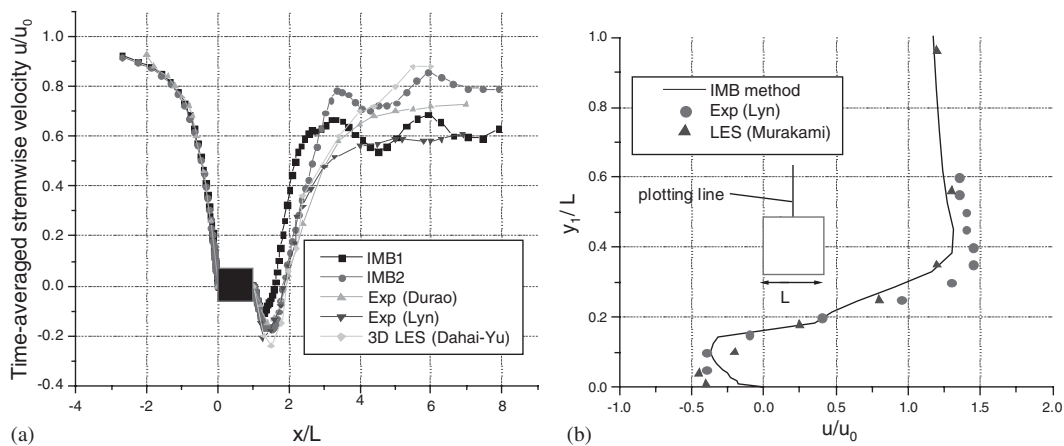 Time-averaged stremwise velocity u/u0
1.0
0.8
0.6
0.4
0.2
0.0
-0.2
-0.4
IMB1
IMB2
Exp (Durao)
Exp (Lyn)
3D LES (Dahai-Yu)
-4 -2 0 2 4 6 8
x/L
(a)
y1/ L
1.0
0.8
0.6
0.4
0.2
0.0
IMB method
Exp (Lyn)
LES (Murakami)
plotting line
L
-1.0 -0.5 0.0 0.5 1.0 1.5 2.0
u/u0
(b)